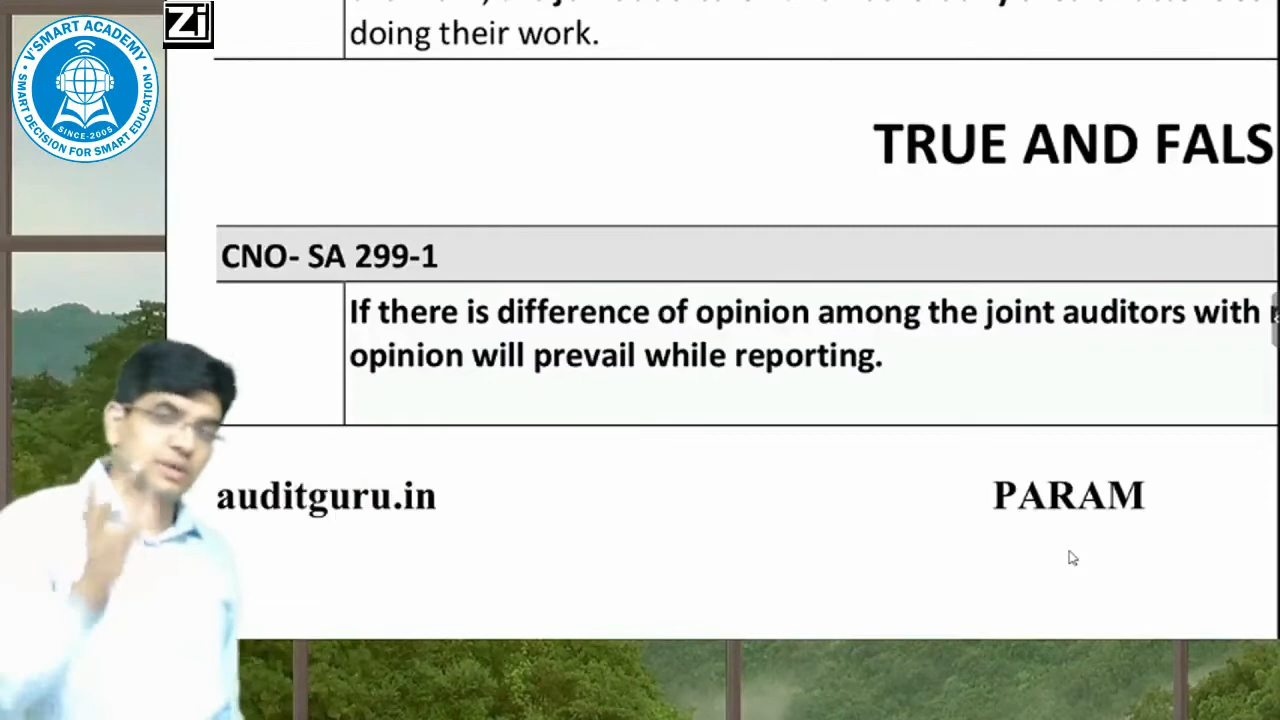 V'SMART ACADEMY
SMART DECISION FOR SMART EDUCATION
SINCE-2005
Zj
doing their work.
TRUE AND FALS
CNO- SA 299-1
If there is difference of opinion among the joint auditors with
opinion will prevail while reporting.
auditguru.in
PARAM